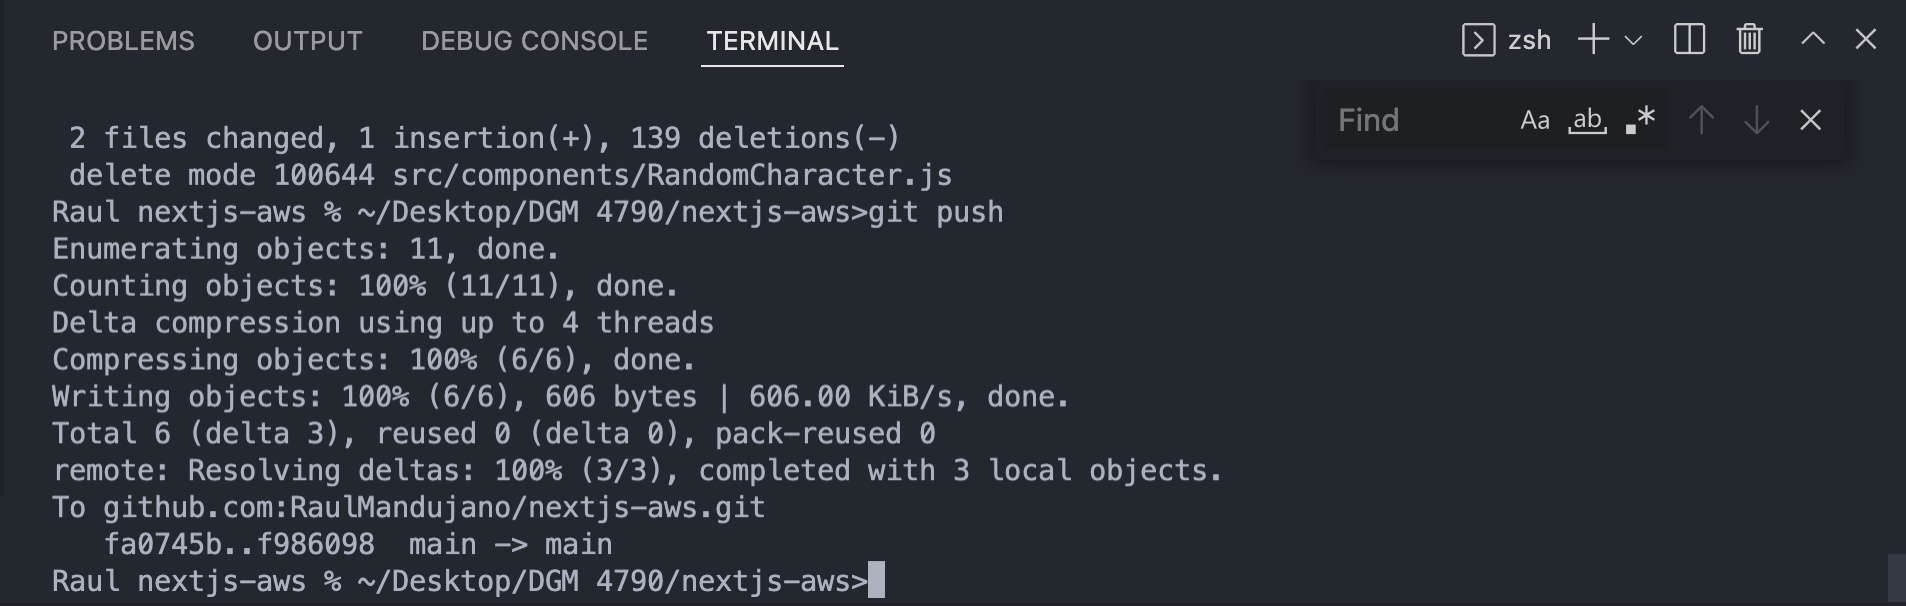 PROBLEMS OUTPUT DEBUG CONSOLE TERMINAL zsh
Find Aa ab .*
2 files changed, 1 insertion(+), 139 deletions(-)
delete mode 100644 src/components/RandomCharacter.js
Raul nextjs-aws % ~/Desktop/DGM 4790/nextjs-aws>git push
Enumerating objects: 11, done.
Counting objects: 100% (11/11), done.
Delta compression using up to 4 threads
Compressing objects: 100% (6/6), done.
Writing objects: 100% (6/6), 606 bytes | 606.00 KiB/s, done.
Total 6 (delta 3), reused 0 (delta 0), pack-reused 0
remote: Resolving deltas: 100% (3/3), completed with 3 local objects.
To github.com:RaulMandujano/nextjs-aws.git
fa0745b..f986098  main -> main
Raul nextjs-aws % ~/Desktop/DGM 4790/nextjs-aws>